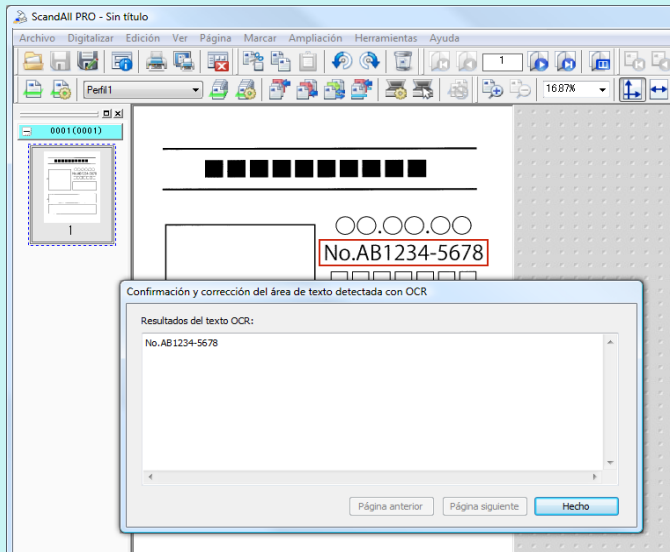 ScandAll PRO - Sin título
Archivo Digitalizar Edición Ver Página Marcar Ampliación Herramientas Ayuda
1
Perfil1 16.87%
0001(0001)
1
No.AB1234-5678
Confirmación y corrección del área de texto detectada con OCR
Resultados del texto OCR:
No.AB1234-5678
Página anterior Página siguiente Hecho